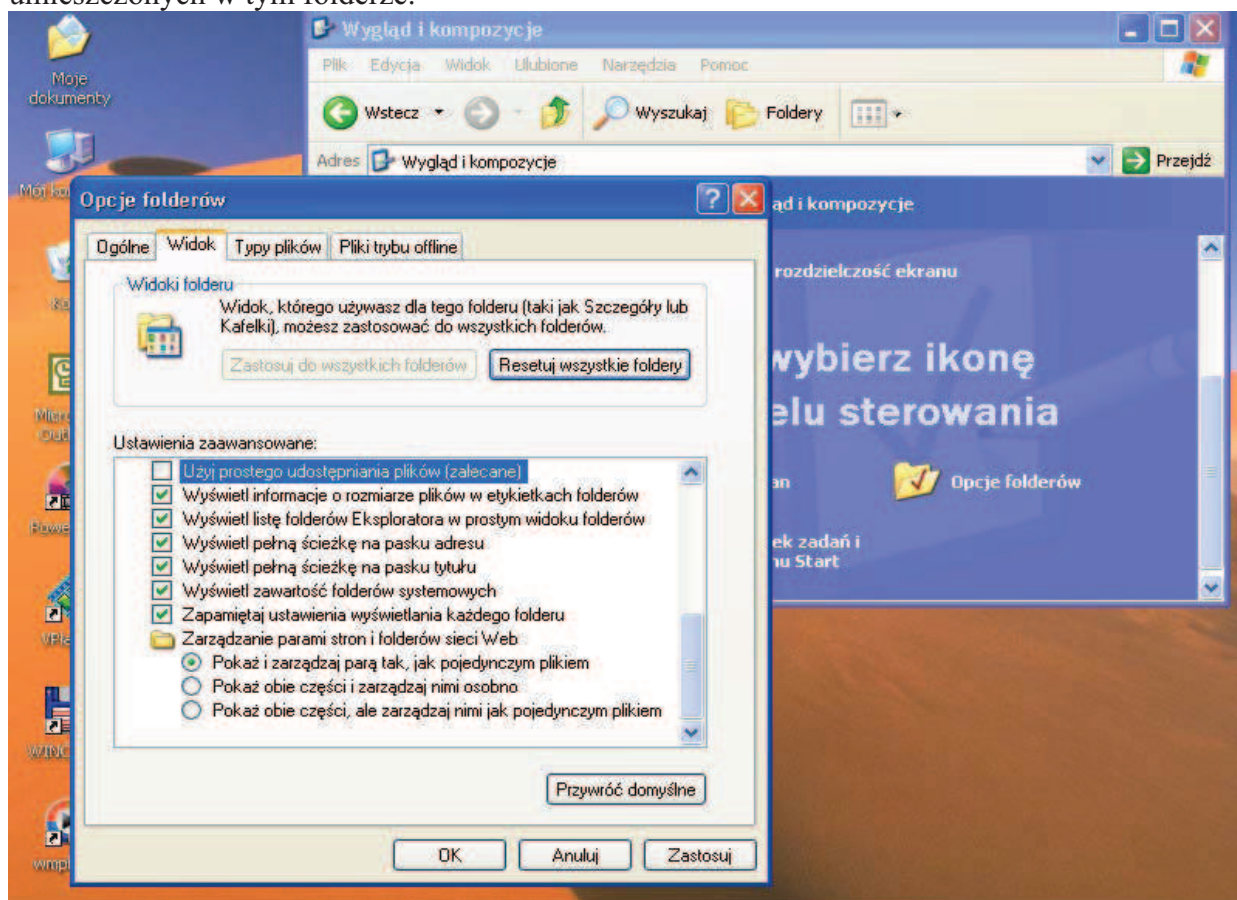 umieszczonych w tym folderze.
Moje
dokumenty
Wygląd i kompozycje
Plik Edycja Widok Ulubione Narzędzia Pomoc
Wstecz Wyszukaj Foldery
Adres Wygląd i kompozycje Przejdź
Mój
Opcje folderów
Ogólne Widok Typy plików Pliki trybu offline
Widoki folderu
Widok, którego używasz dla tego folderu (taki jak Szczegóły lub
Kafelki), możesz zastosować do wszystkich folderów.
Zastosuj do wszystkich folderów Resetuj wszystkie foldery
Ustawienia zaawansowane:
Użyj prostego udostępniania plików (zalecane)
Wyświetl informacje o rozmiarze plików w etykietkach folderów
Wyświetl listę folderów Eksploratora w prostym widoku folderów
Wyświetl pełną ścieżkę na pasku adresu
Wyświetl pełną ścieżkę na pasku tytułu
Wyświetl zawartość folderów systemowych
Zapamiętaj ustawienia wyświetlania każdego folderu
Zarządzanie parami stron i folderów sieci Web
Pokaż i zarządzaj parą tak, jak pojedynczym plikiem
Pokaż obie części i zarządzaj nimi osobno
Pokaż obie części, ale zarządzaj nimi jak pojedynczym plikiem
Przywróć domyślne
OK Anuluj Zastosuj
ąd i kompozycje
rozdzielczość ekranu
wybierz ikonę
elu sterowania
an Opcje folderów
ek zadań i
nu Start